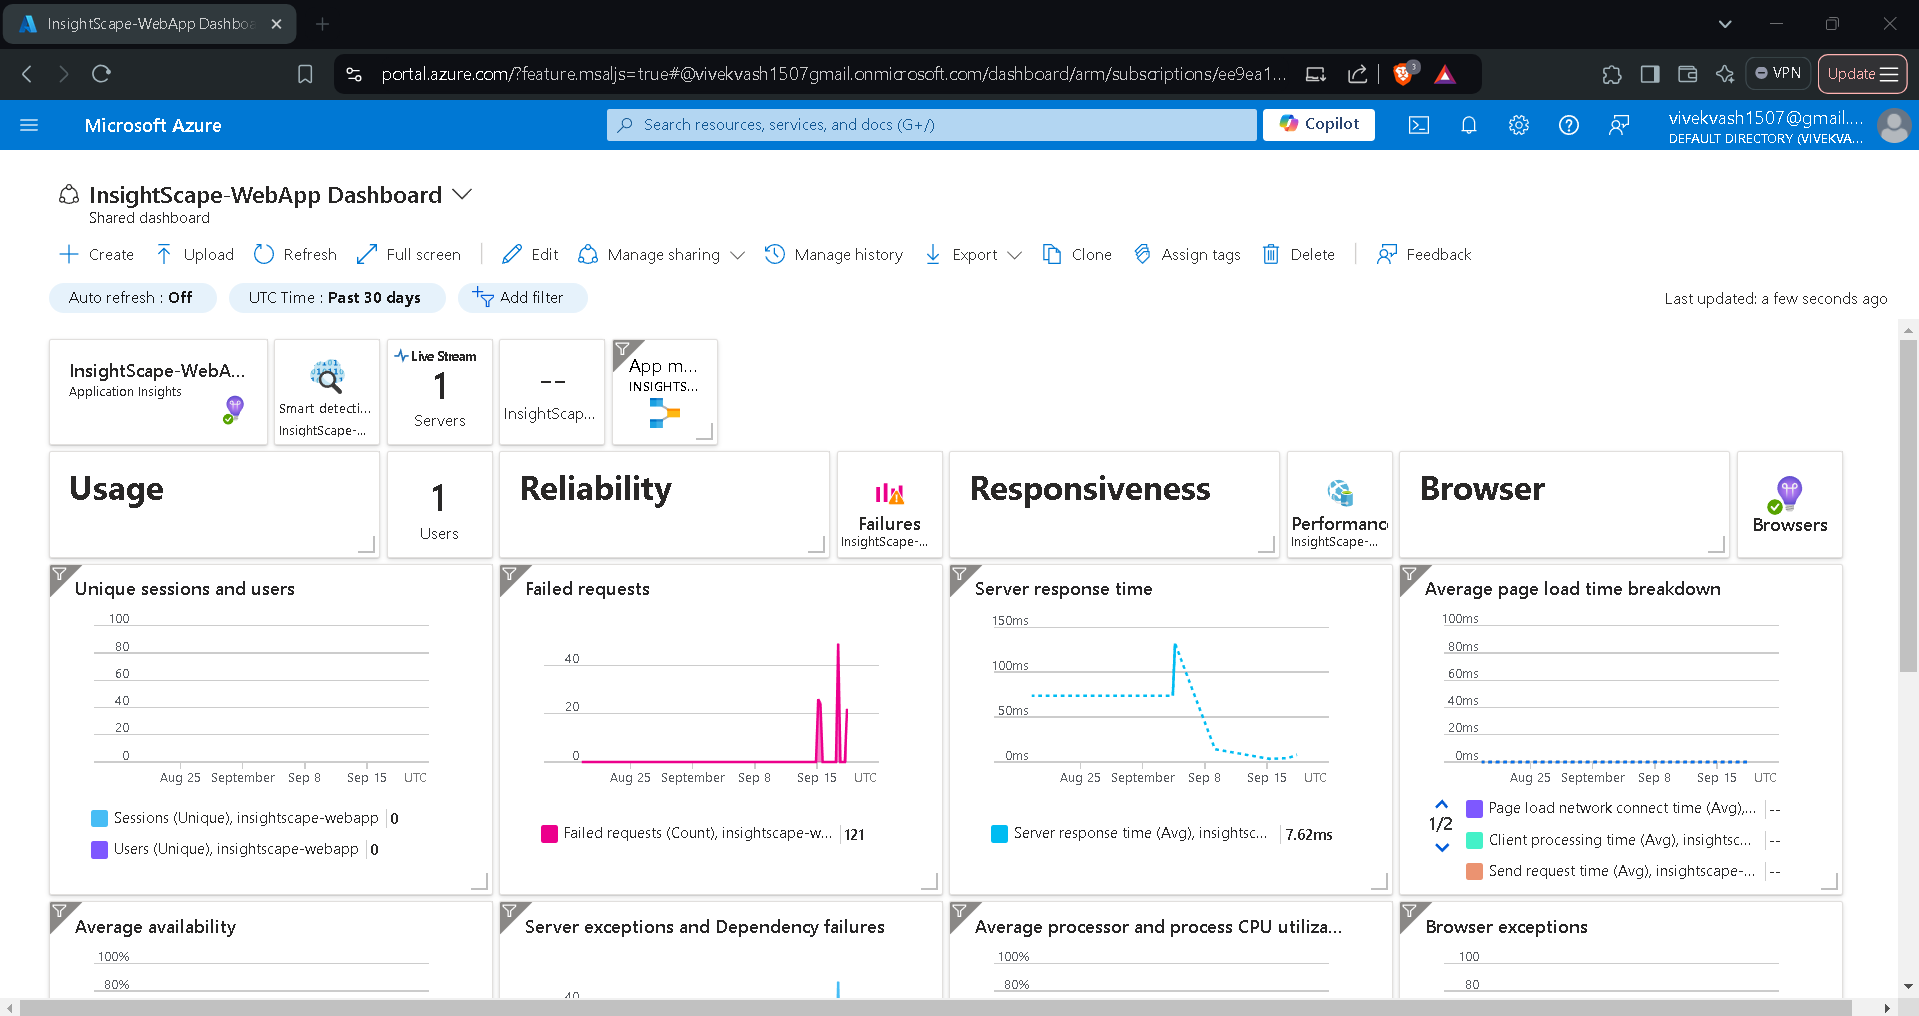 InsightScape-WebApp Dashboa
portal.azure.com/?feature.msaljs=true#@vivekvash1507gmail.onmicrosoft.com/dashboard/arm/subscriptions/ee9ea1...
3
VPN
Update
Microsoft Azure
Search resources, services, and docs (G+/)
Copilot
vivekvash1507@gmail....
DEFAULT DIRECTORY (VIVEKVA...
InsightScape-WebApp Dashboard
Shared dashboard
Create
Upload
Refresh
Full screen
Edit
Manage sharing
Manage history
Export
Clone
Assign tags
Delete
Feedback
Auto refresh : Off
UTC Time : Past 30 days
Add filter
Last updated: a few seconds ago
InsightScape-WebA...
Application Insights
Smart detecti...
InsightScape-...
Live Stream
1
Servers
--
InsightScap...
App m...
INSIGHTS...
Usage
1
Users
Reliability
Failures
InsightScape-...
Responsiveness
Performanc
InsightScape-...
Browser
Browsers
Unique sessions and users
100
80
60
40
20
0
Aug 25 September Sep 8 Sep 15 UTC
Sessions (Unique), insightscape-webapp 0
Users (Unique), insightscape-webapp 0
Failed requests
40
20
0
Aug 25 September Sep 8 Sep 15 UTC
Failed requests (Count), insightscape-w... 121
Server response time
150ms
100ms
50ms
0ms
Aug 25 September Sep 8 Sep 15 UTC
Server response time (Avg), insightsc... 7.62ms
Average page load time breakdown
100ms
80ms
60ms
40ms
20ms
0ms
Aug 25 September Sep 8 Sep 15 UTC
1/2
Page load network connect time (Avg),... --
Client processing time (Avg), insightsc... --
Send request time (Avg), insightscape-... --
Average availability
100%
80%
Server exceptions and Dependency failures
40
Average processor and process CPU utiliza...
100%
80%
Browser exceptions
100
80